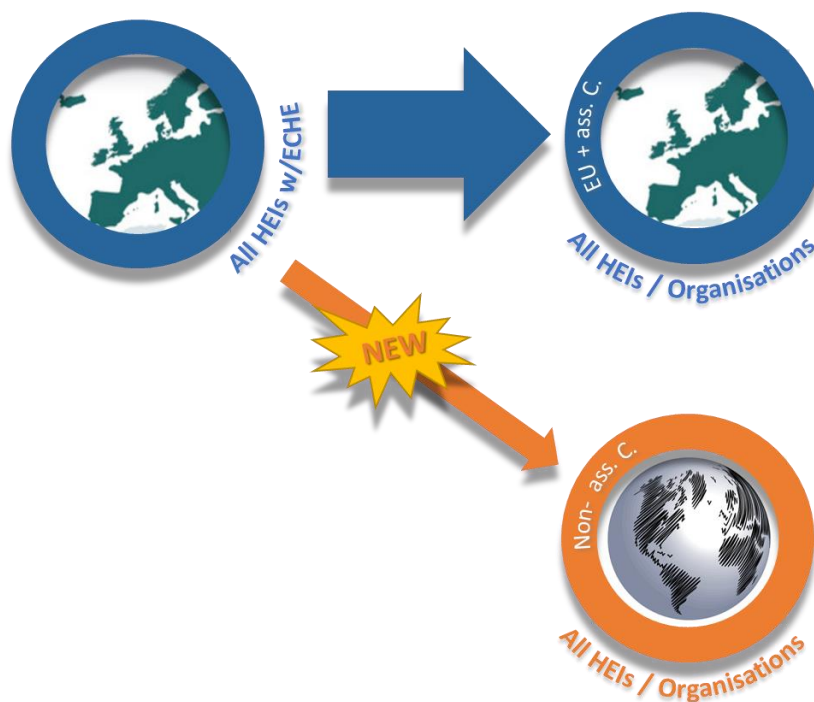 All HEIs w/ECHE
EU + ass. C.
All HEIs / Organisations
NEW
Non- ass. C.
All HEIs / Organisations